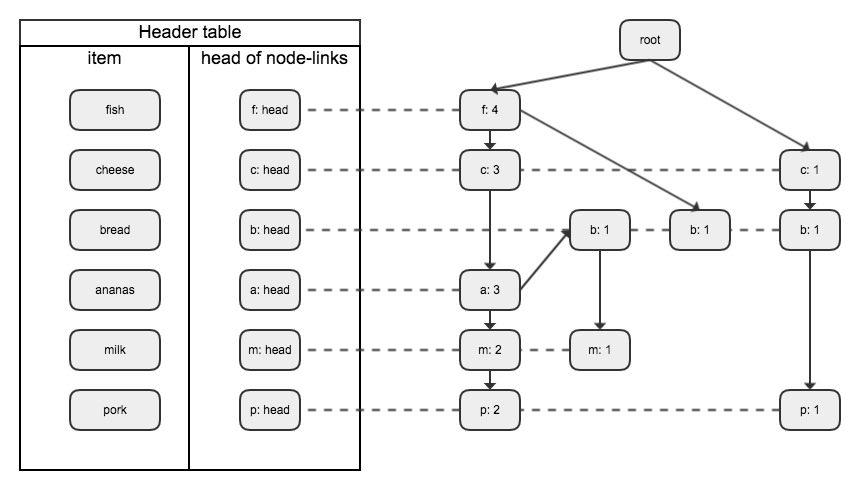 Header table
root
item
head of node-links
fish
f: head
f: 4
cheese
c: head
c: 3
c: 1
bread
b: head
b: 1
b: 1
b: 1
ananas
a: head
a: 3
milk
m: head
m: 2
m: 1
pork
p: head
p: 2
p: 1